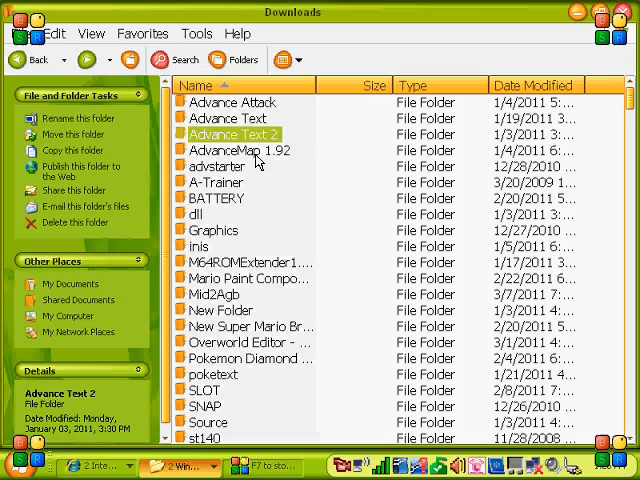 Downloads
Edit View Favorites Tools Help
Back Search Folders
Name Size Type Date Modified
File and Folder Tasks
Rename this folder
Move this folder
Copy this folder
Publish this folder to
the Web
Share this folder
E-mail this folder's files
Delete this folder
Other Places
My Documents
Shared Documents
My Computer
My Network Places
Details
Advance Text 2
File Folder
Date Modified: Monday,
January 03, 2011, 3:30 PM
Advance Attack File Folder 1/4/2011 5:...
Advance Text File Folder 1/19/2011 3:...
Advance Text 2 File Folder 1/3/2011 3:...
AdvanceMap 1.92 File Folder 1/4/2011 6:...
advstarter File Folder 12/28/2010 ...
A-Trainer File Folder 3/20/2009 1...
BATTERY File Folder 2/20/2011 5...
dll File Folder 1/3/2011 3:...
Graphics File Folder 12/27/2010 ...
inis File Folder 1/5/2011 6:...
M64ROMExtender1.... File Folder 1/17/2011 3...
Mario Paint Compo... File Folder 2/22/2011 6...
Mid2Agb File Folder 3/7/2011 7:...
New Folder File Folder 1/3/2011 4:...
New Super Mario Br... File Folder 2/20/2011 5...
Overworld Editor - ... File Folder 3/1/2011 4:...
Pokemon Diamond ... File Folder 2/4/2011 6:...
poketext File Folder 1/21/2011 4...
SLOT File Folder 2/8/2011 7:...
SNAP File Folder 12/26/2010 ...
Source File Folder 1/3/2011 4:...
st140 File Folder 11/28/2008 ...
2 Inte...
2 Win...
F7 to sto...